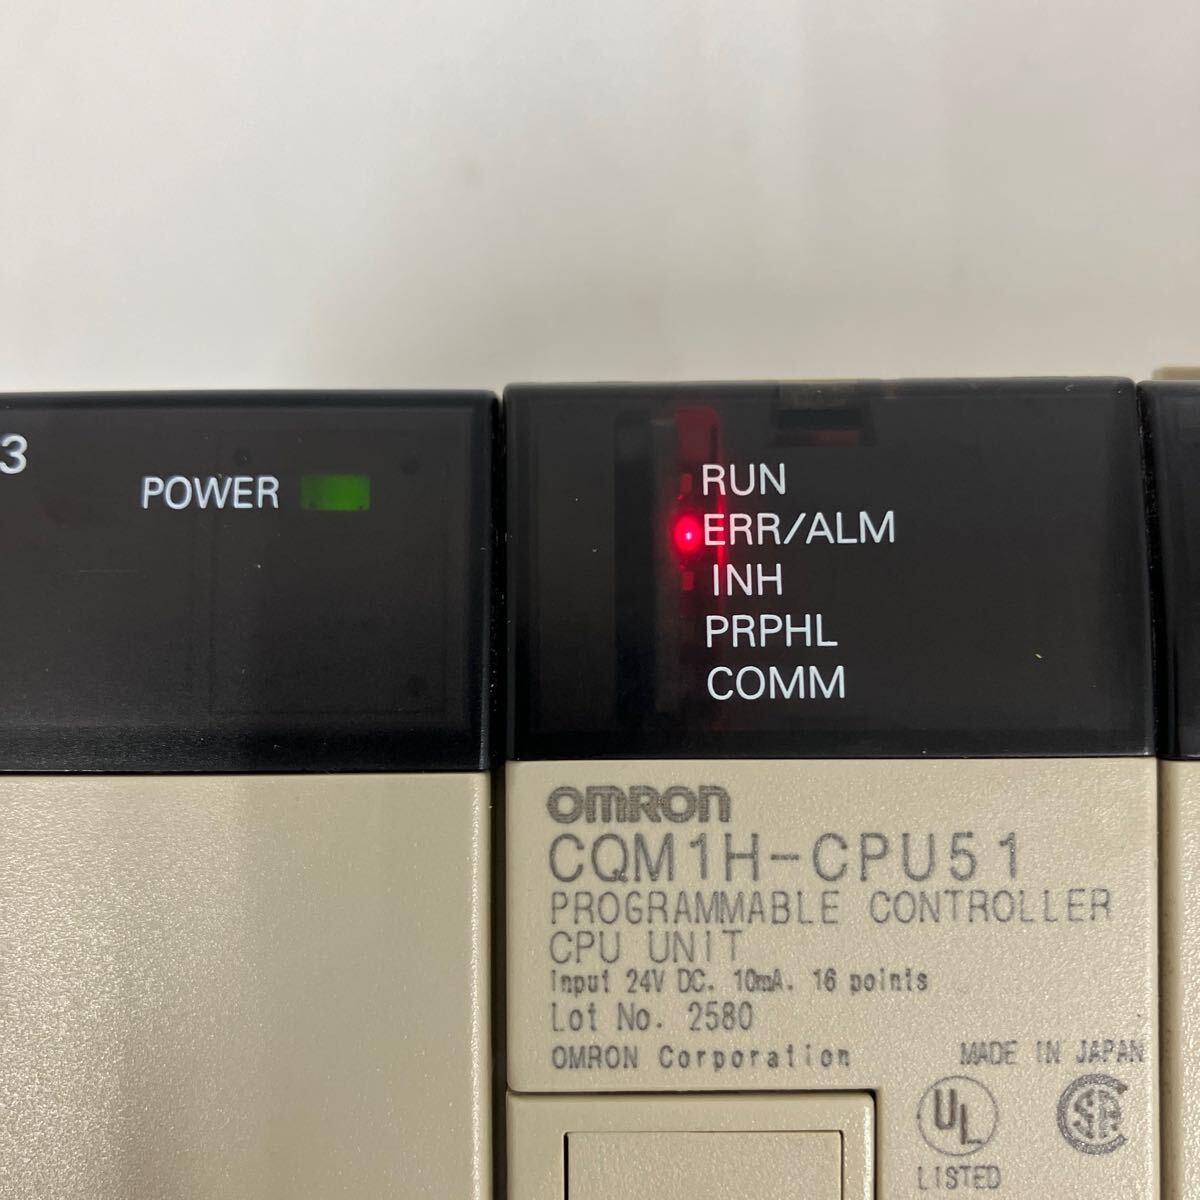 3
POWER
RUN
ERR/ALM
INH
PRPHL
COMM
OMRON
CQM1H-CPU51
PROGRAMMABLE CONTROLLER
CPU UNIT
Input 24V DC. 10mA. 16 points
Lot No. 2580
OMRON Corporation MADE IN JAPAN
UL
LISTED